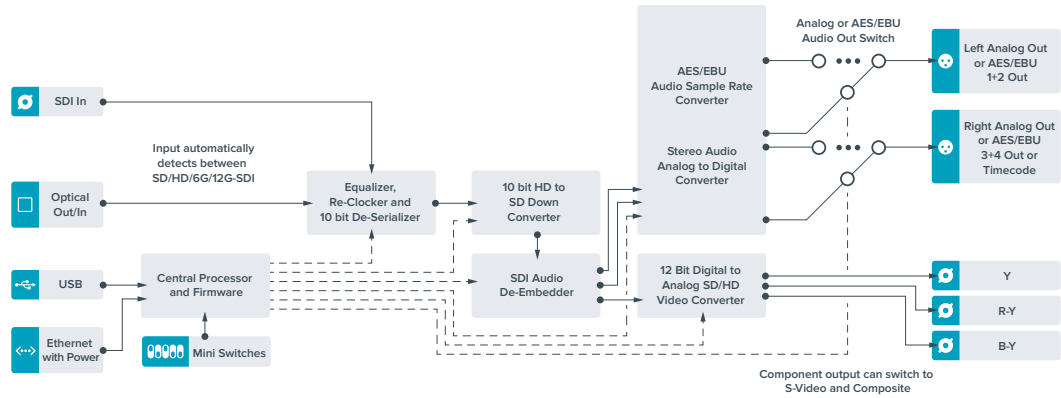 SDI In
Optical
Out/In
USB
Ethernet
with Power
Input automatically
detects between
SD/HD/6G/12G-SDI
Central Processor
and Firmware
Mini Switches
Equalizer,
Re-Clocker and
10 bit De-Serializer
10 bit HD to
SD Down
Converter
SDI Audio
De-Embedder
AES/EBU
Audio Sample Rate
Converter
Stereo Audio
Analog to Digital
Converter
12 Bit Digital to
Analog SD/HD
Video Converter
Analog or AES/EBU
Audio Out Switch
Left Analog Out
or AES/EBU
1+2 Out
Right Analog Out
or AES/EBU
3+4 Out or
Timecode
Y
R-Y
B-Y
Component output can switch to
S-Video and Composite